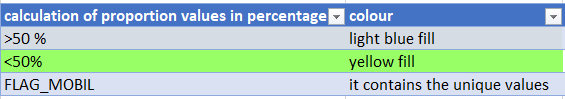 calculation of proportion values in percentage colour
>50 % light blue fill
<50% yellow fill
FLAG_MOBIL it contains the unique values